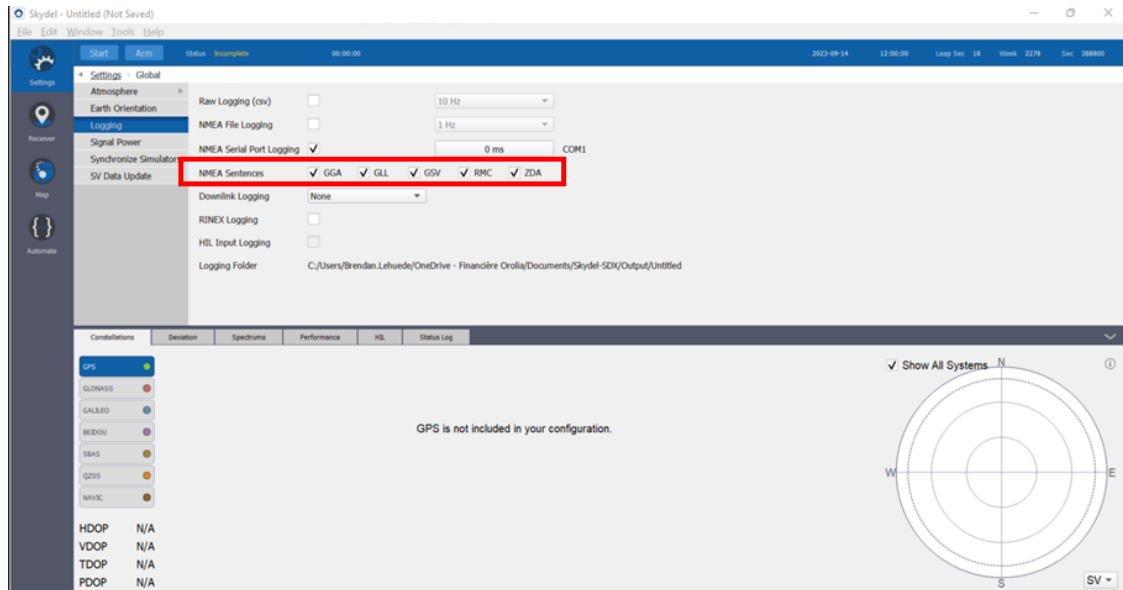 Skydel - Untitled (Not Saved)
File Edit Window Tools Help
Start Arm Status Incomplete 00:00:00 2023-09-14 12:00:00 Leap Sec 18 Week 2279 Sec 388800
Settings
Receiver
Map
Automate
Settings Global
Atmosphere
Earth Orientation
Logging
Signal Power
Synchronize Simulators
SV Data Update
Raw Logging (csv) 10 Hz
NMEA File Logging 1 Hz
NMEA Serial Port Logging 0 ms COM1
NMEA Sentences GGA GLL GSV RMC ZDA
Downlink Logging None
RINEX Logging
HIL Input Logging
Logging Folder C:/Users/Brendan.Lehuede/OneDrive - Financière Orolia/Documents/Skydel-SDX/Output/Untitled
Constellations Deviation Spectrums Performance HIL Status Log
GPS
GLONASS
GALILEO
BEIDOU
SBAS
QZSS
NAVIC
HDOP N/A
VDOP N/A
TDOP N/A
PDOP N/A
GPS is not included in your configuration.
Show All Systems
N
W E
S
SV